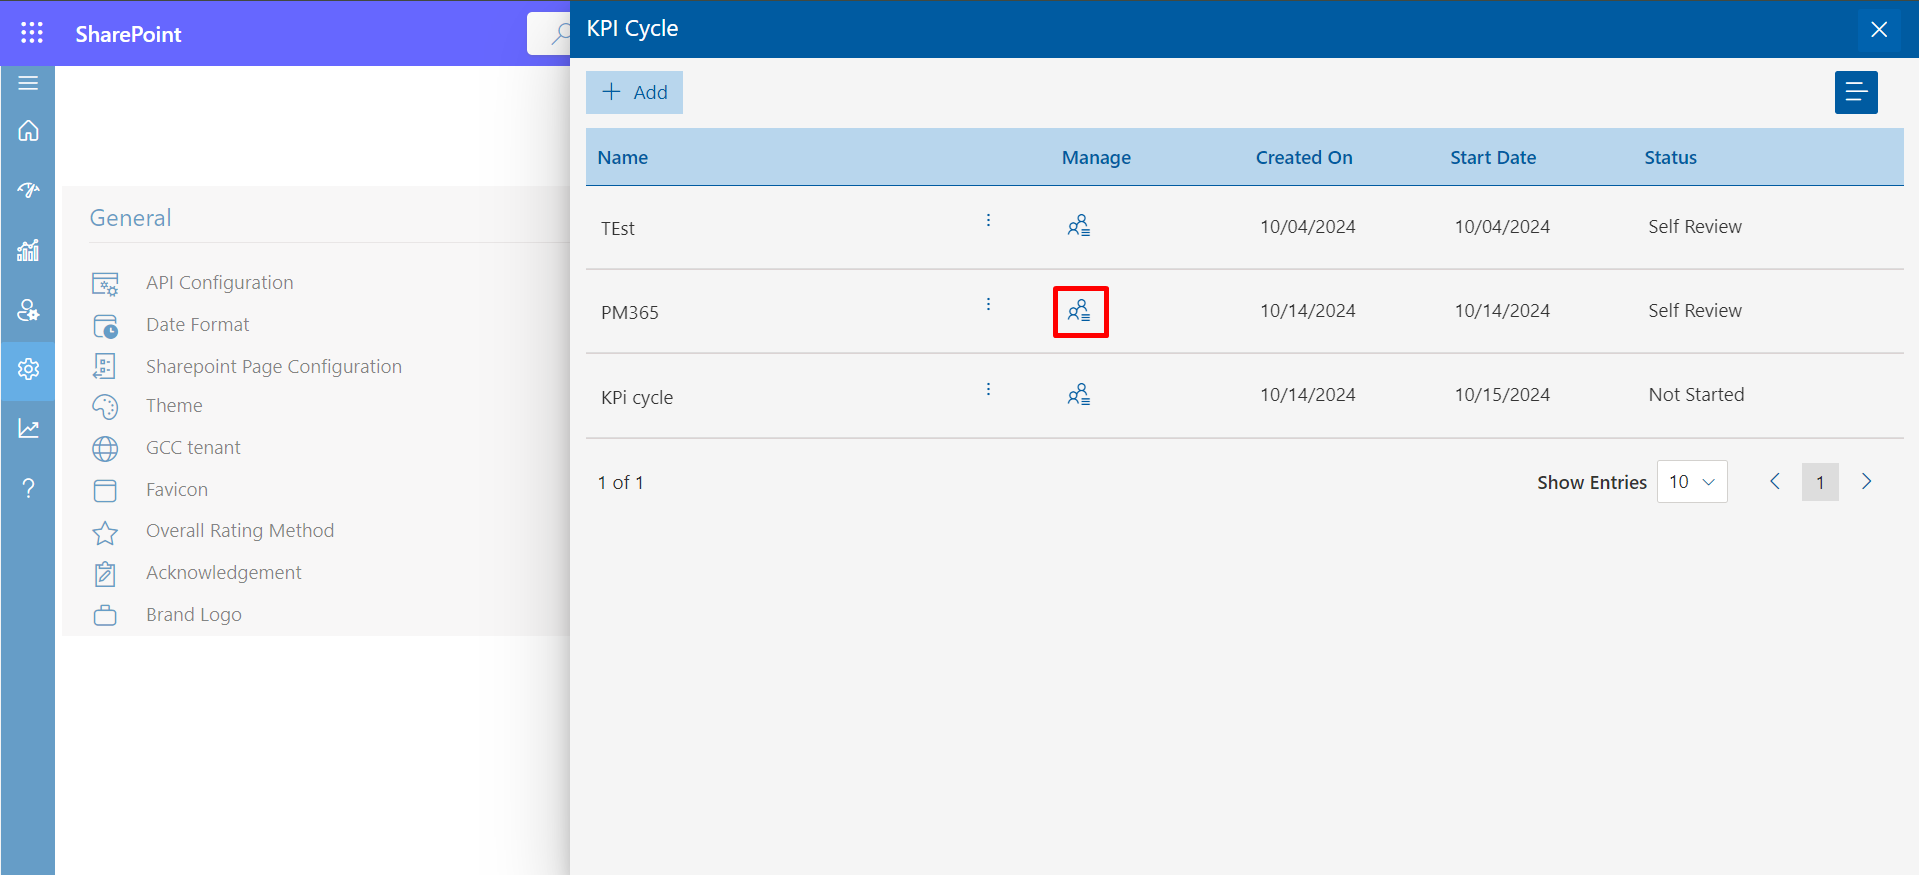 SharePoint
KPI Cycle
Add
Name Manage Created On Start Date Status
TEst 10/04/2024 10/04/2024 Self Review
PM365 10/14/2024 10/14/2024 Self Review
KPi cycle 10/14/2024 10/15/2024 Not Started
1 of 1 Show Entries 10 1
General
API Configuration
Date Format
Sharepoint Page Configuration
Theme
GCC tenant
Favicon
Overall Rating Method
Acknowledgement
Brand Logo